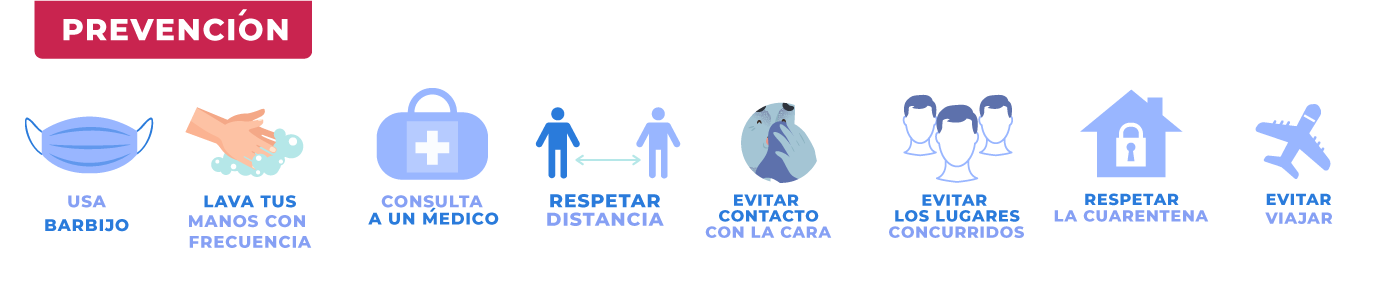 PREVENCIÓN
USA
BARBIJO
LAVA TUS
MANOS CON
FRECUENCIA
CONSULTA
A UN ḾEDICO
RESPETAR
DISTANCIA
EVITAR
CONTACTO
CON LA CARA
EVITAR
LOS LUGARES
CONCURRIDOS
RESPETAR
LA CUARENTENA
EVITAR
VIAJAR